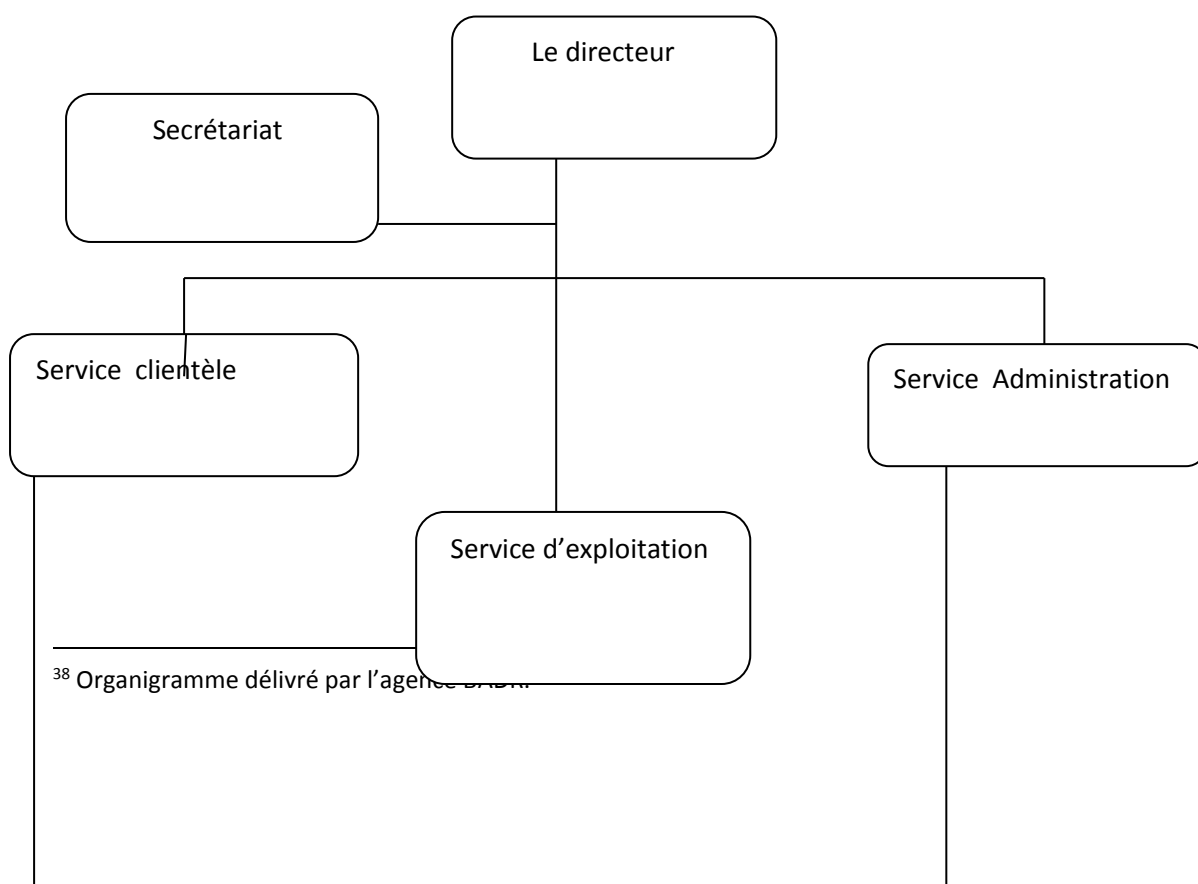 Le directeur
Secrétariat
Service clientèle
Service Administration
Service d’exploitation
38 Organigramme délivré par l’agence